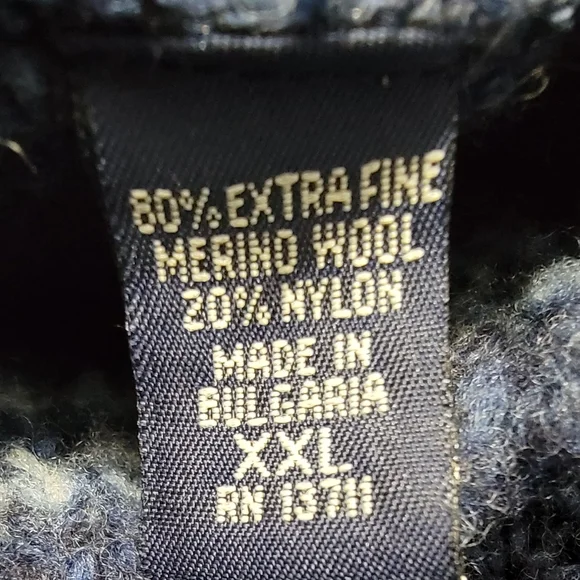 80% EXTRA FINE
MERINO WOOL
20% NYLON
MADE IN
BULGARIA
XXL
RN 13711